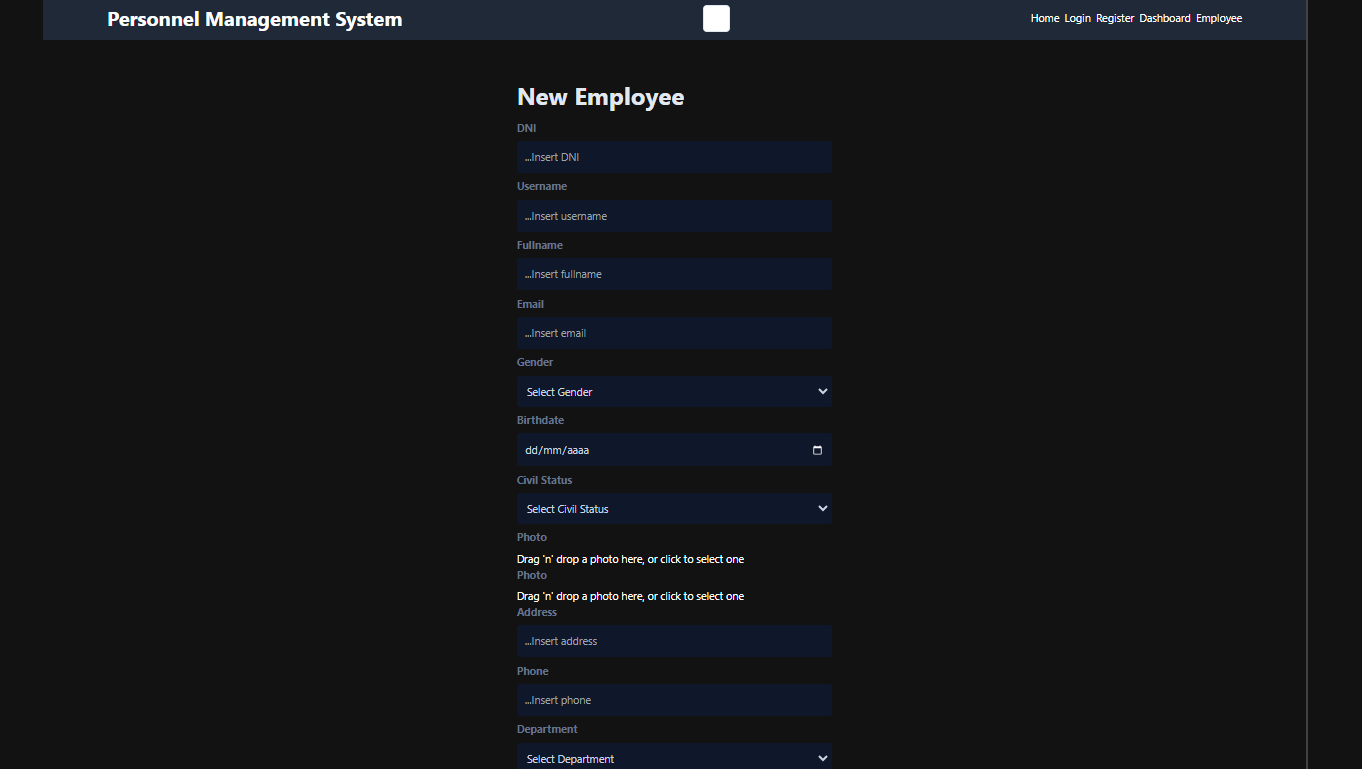 Personnel Management System
Home Login Register Dashboard Employee
New Employee
DNI
...Insert DNI
Username
...Insert username
Fullname
...Insert fullname
Email
...Insert email
Gender
Select Gender
Birthdate
dd/mm/aaaa
Civil Status
Select Civil Status
Photo
Drag 'n' drop a photo here, or click to select one
Photo
Drag 'n' drop a photo here, or click to select one
Address
...Insert address
Phone
...Insert phone
Department
Select Department